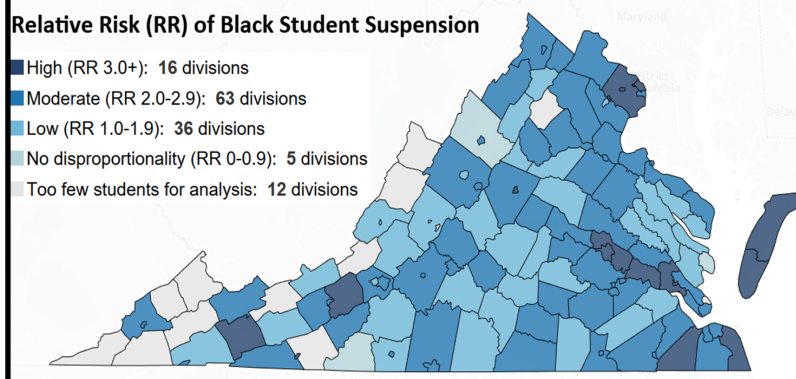 Relative Risk (RR) of Black Student Suspension
High (RR 3.0+): 16 divisions
Moderate (RR 2.0-2.9): 63 divisions
Low (RR 1.0-1.9): 36 divisions
No disproportionality (RR 0-0.9): 5 divisions
Too few students for analysis: 12 divisions
Maryland